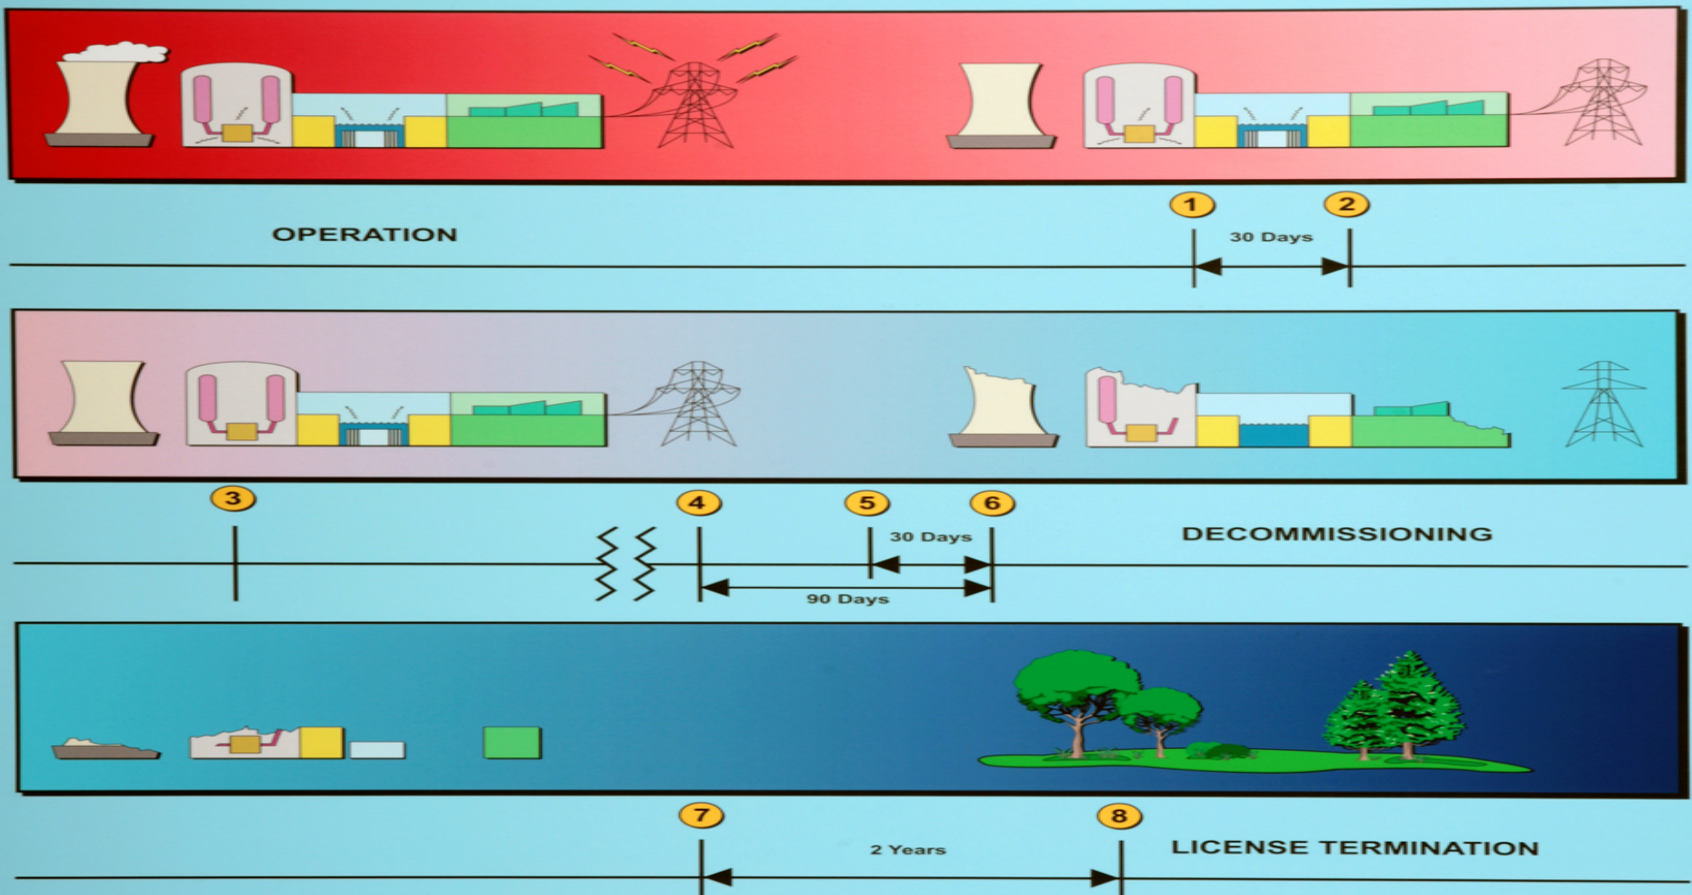 1
2
OPERATION
30 Days
3
4
5
6
30 Days
DECOMMISSIONING
90 Days
7
8
2 Years
LICENSE TERMINATION